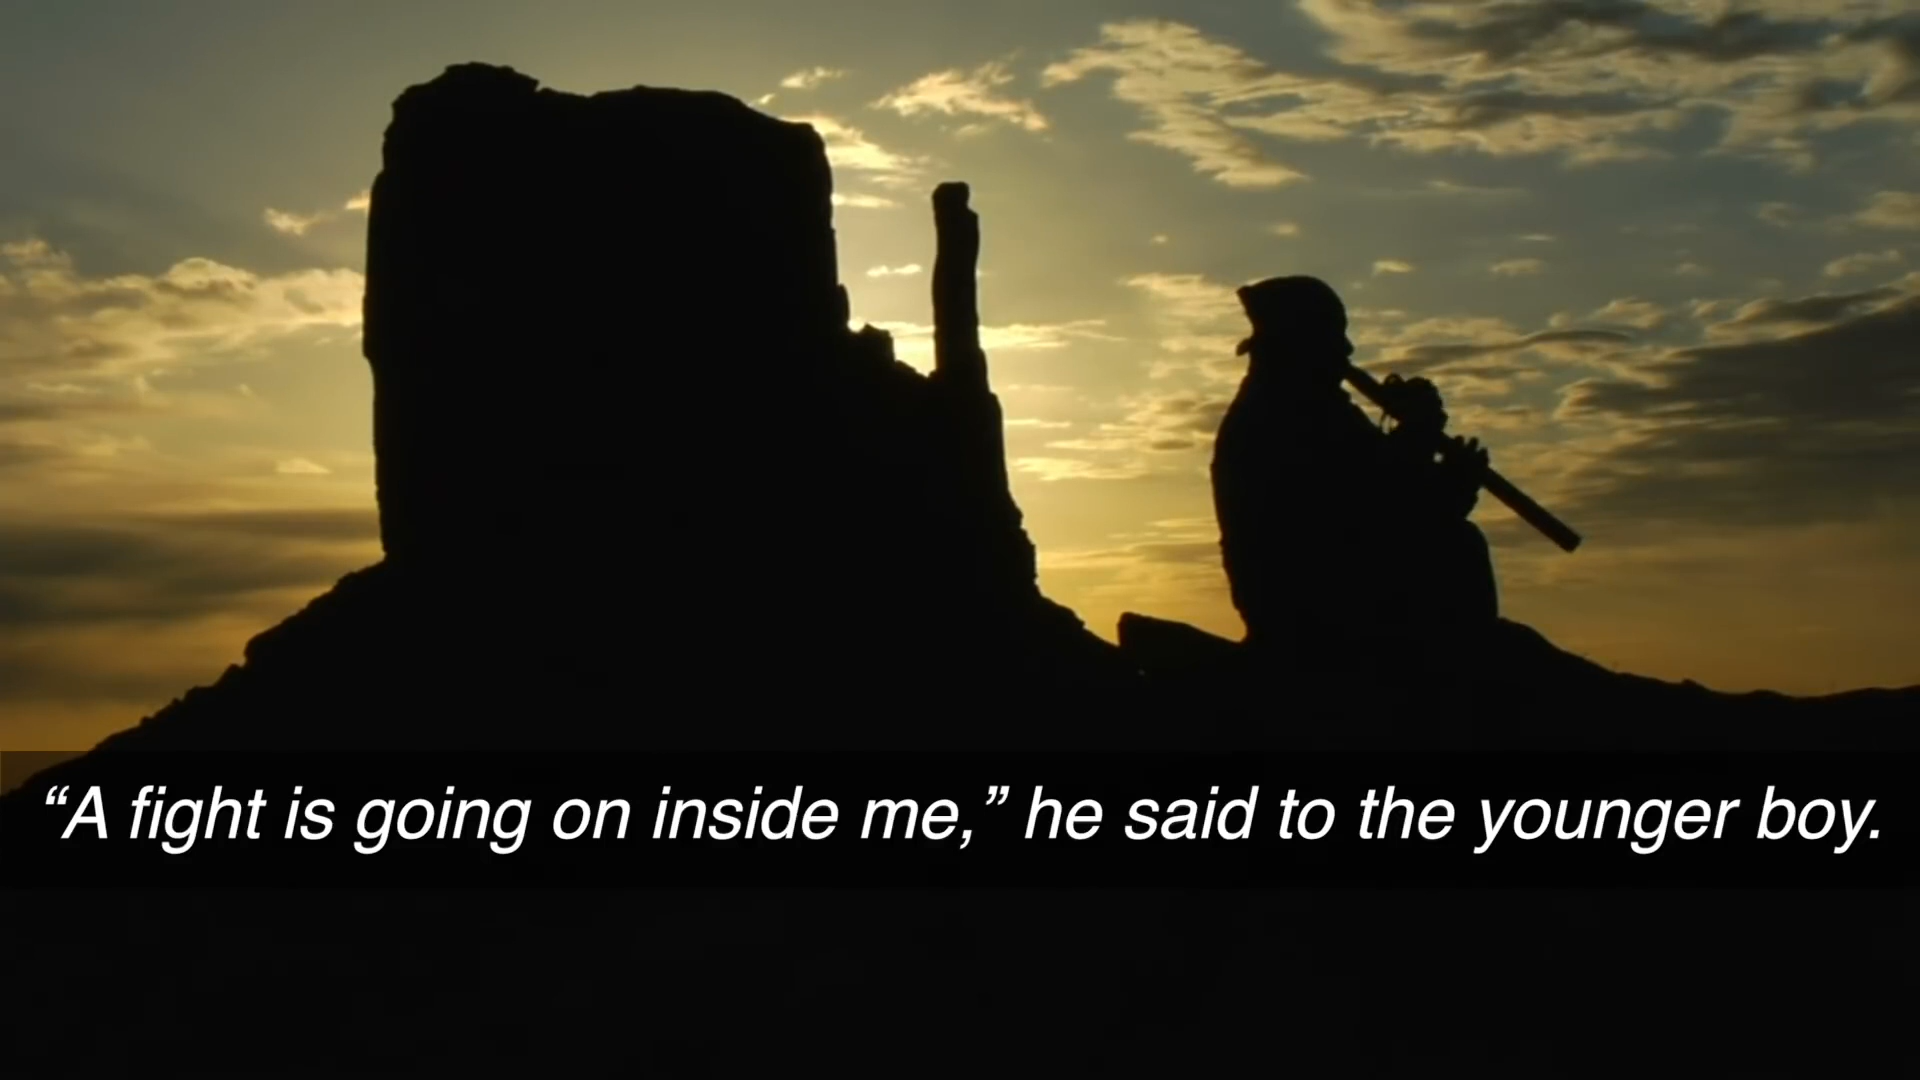 “A fight is going on inside me,” he said to the younger boy.